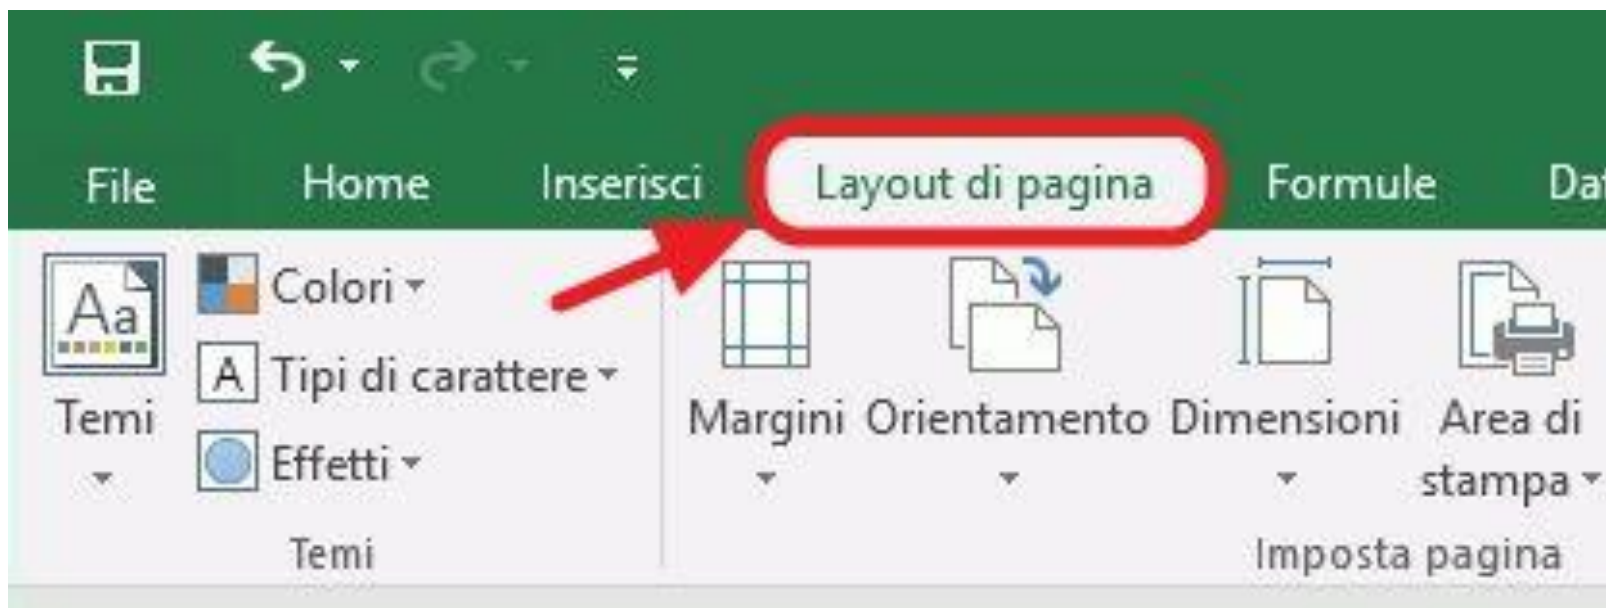 File Home Inserisci Layout di pagina Formule
Aa
Colori
A Tipi di carattere
Effetti
Temi
Margini Orientamento Dimensioni Area di stampa
Temi Imposta pagina